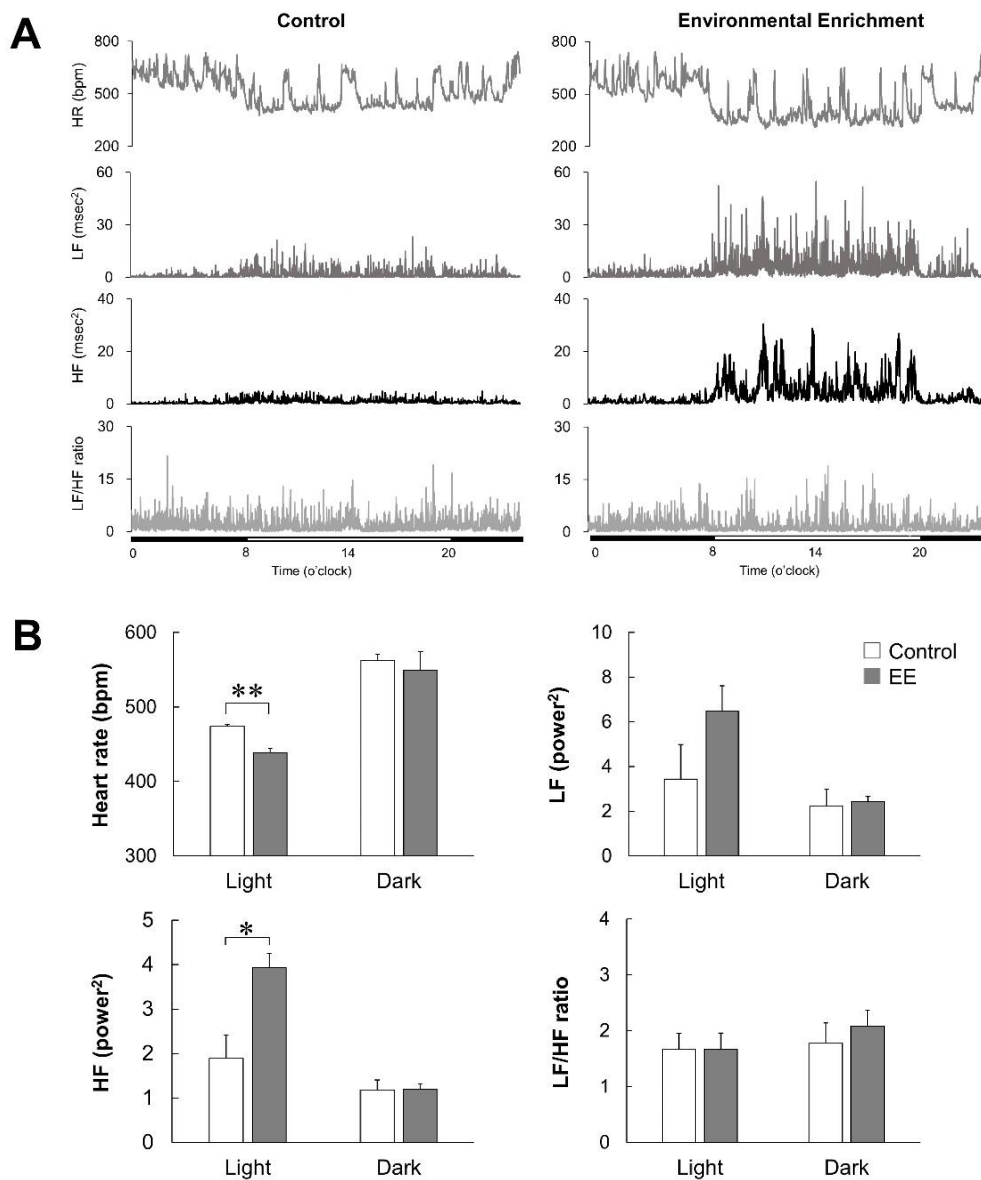 A
Control
Environmental Enrichment
HR (bpm)
800
500
200
800
500
200
LF (msec²)
60
30
0
60
30
0
HF (msec²)
40
20
0
40
20
0
LF/HF ratio
30
15
0
30
15
0
0 8 14 20
Time (o'clock)
0 8 14 20
Time (o'clock)
B
Heart rate (bpm)
600
500
400
300
**
Light Dark
LF (power²)
10
8
6
4
2
0
Control
EE
Light Dark
HF (power²)
5
4
3
2
1
0
*
Light Dark
LF/HF ratio
4
3
2
1
0
Light Dark